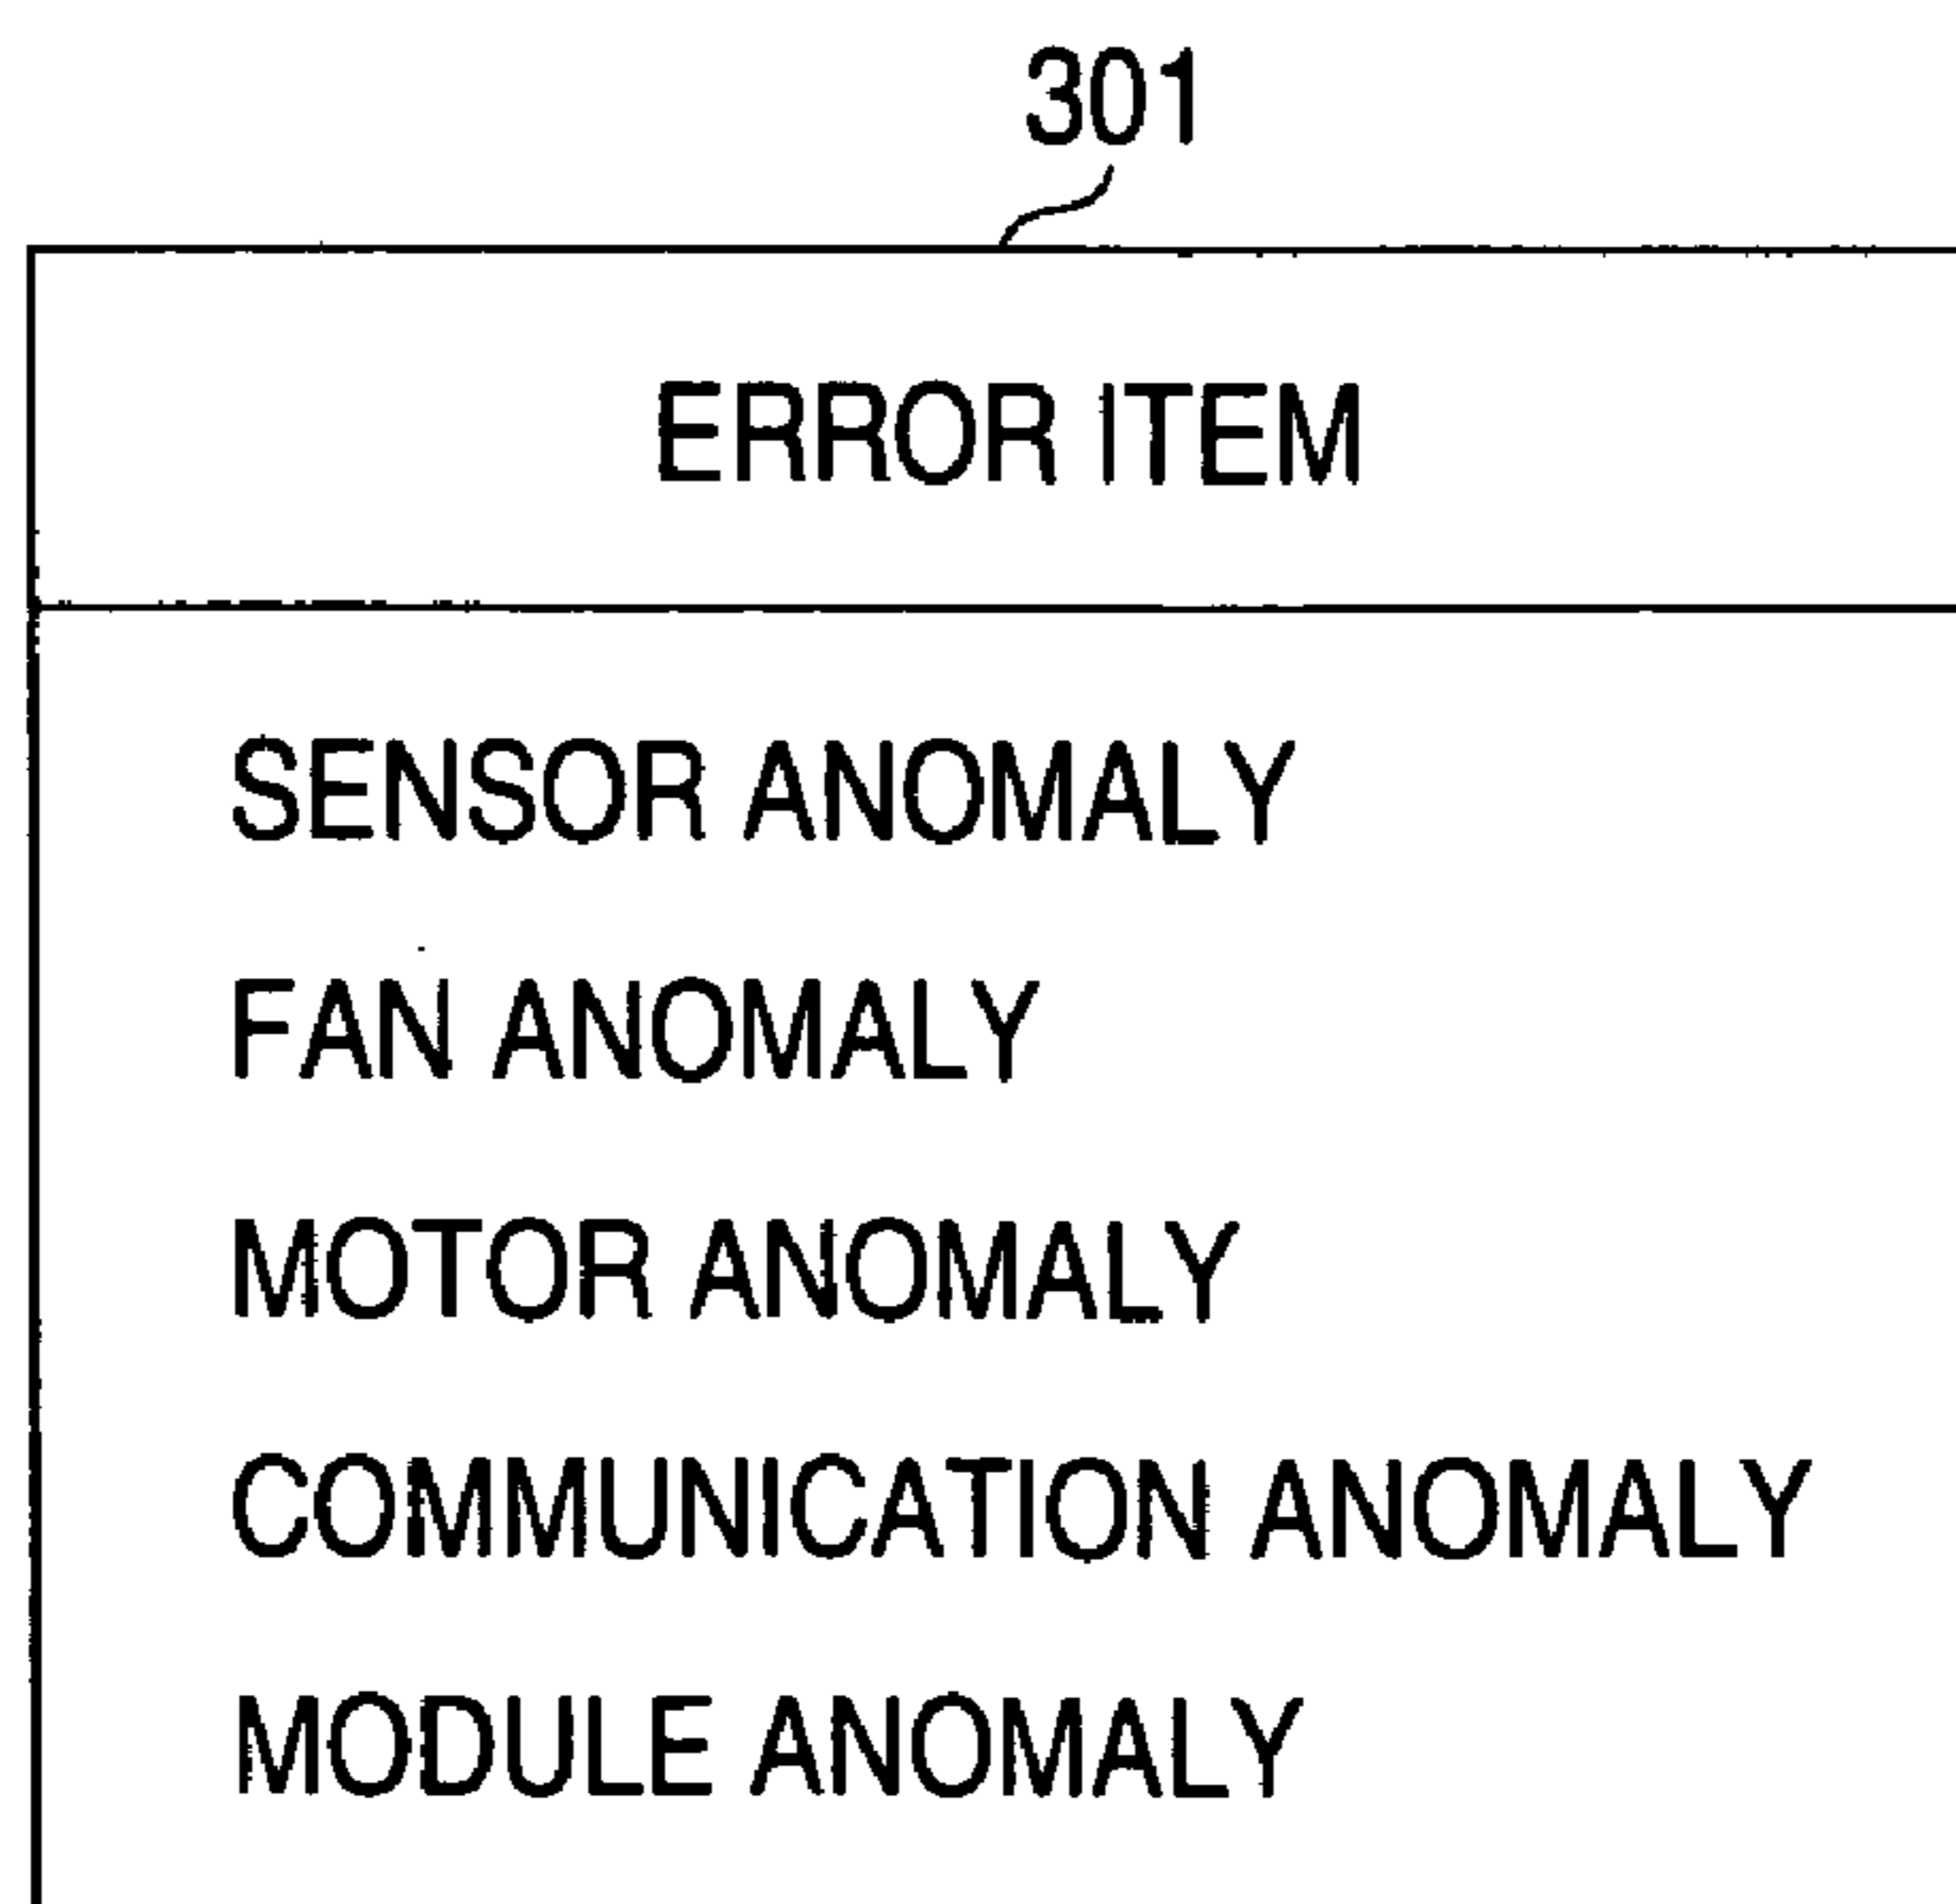 301
ERROR ITEM
SENSOR ANOMALY
FAN ANOMALY
MOTOR ANOMALY
COMMUNICATION ANOMALY
MODULE ANOMALY